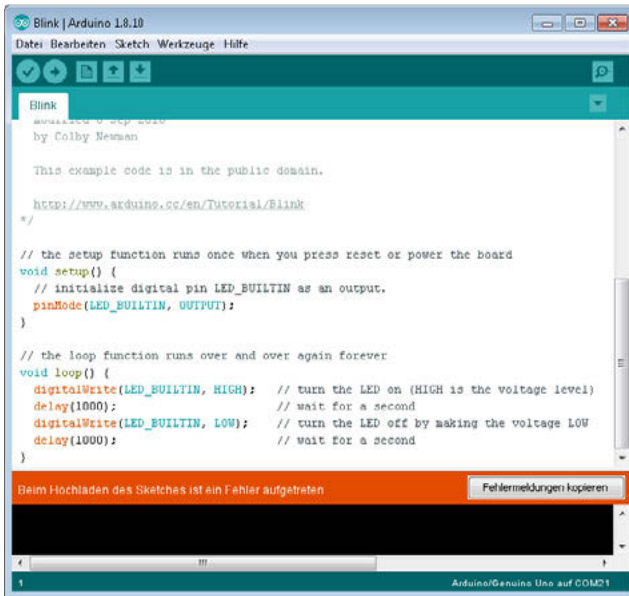 Blink | Arduino 1.8.10
Datei Bearbeiten Sketch Werkzeuge Hilfe
Blink
modified 8 Sep 2016
by Colby Newman
This example code is in the public domain.
http://www.arduino.cc/en/Tutorial/Blink
*/
// the setup function runs once when you press reset or power the board
void setup() {
// initialize digital pin LED_BUILTIN as an output.
pinMode(LED_BUILTIN, OUTPUT);
}
// the loop function runs over and over again forever
void loop() {
digitalWrite(LED_BUILTIN, HIGH); // turn the LED on (HIGH is the voltage level)
delay(1000); // wait for a second
digitalWrite(LED_BUILTIN, LOW); // turn the LED off by making the voltage LOW
delay(1000); // wait for a second
}
Beim Hochladen des Sketches ist ein Fehler aufgetreten
Fehlermeldungen kopieren
1
Arduino/Genuino Uno auf COM21